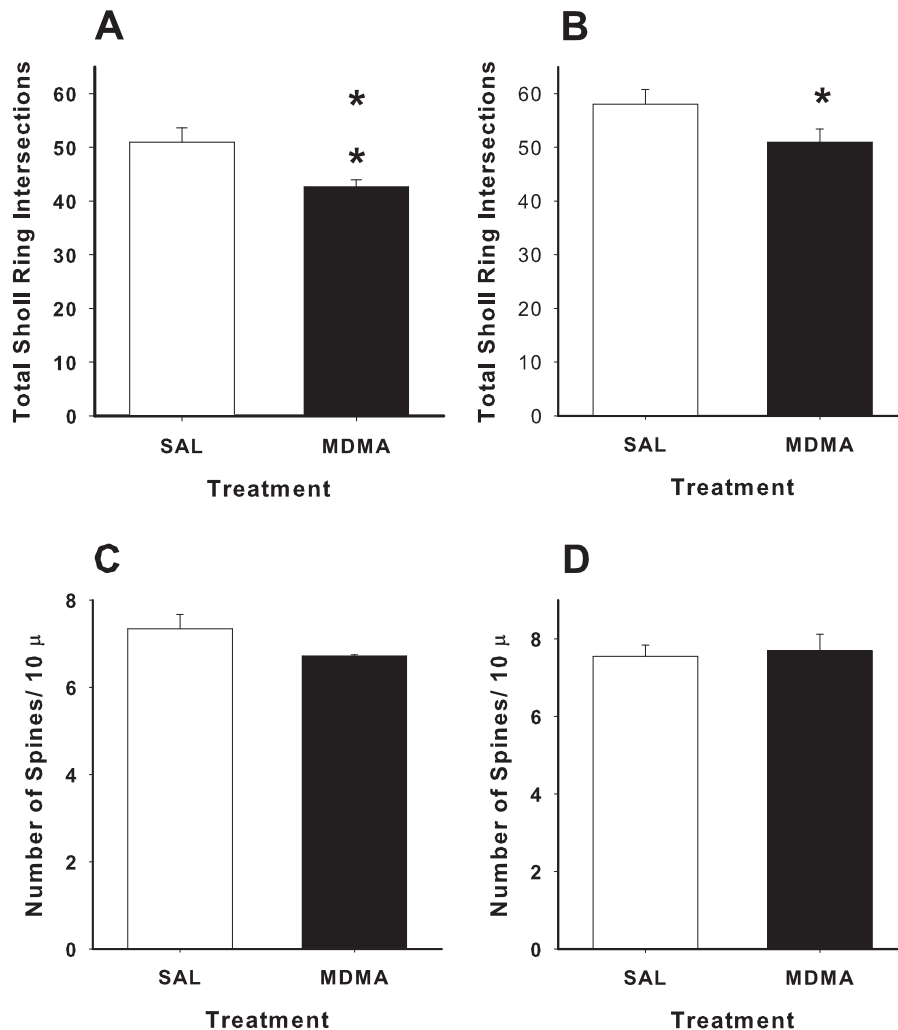 A
Total Sholl Ring Intersections
60
50
40
30
20
10
0
*
*
SAL
MDMA
Treatment
B
Total Sholl Ring Intersections
60
50
40
30
20
10
0
*
SAL
MDMA
Treatment
C
Number of Spines/ 10 μ
8
6
4
2
0
SAL
MDMA
Treatment
D
Number of Spines/ 10 μ
8
6
4
2
0
SAL
MDMA
Treatment